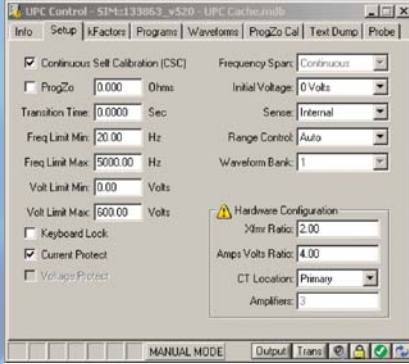 UPC Control - SIM::133863_v520 - UPC Cache.mdb
Info Setup kFactors Programs Waveforms ProgZo Cal Text Dump Probe
Continuous Self Calibration (CSC)
Frequency Span: Continuous
ProgZo 0.000 Ohms
Initial Voltage: 0 Volts
Transition Time: 0.0000 Sec
Sense: Internal
Freq Limit Min: 20.00 Hz
Range Control: Auto
Freq Limit Max: 5000.00 Hz
Waveform Bank: 1
Volt Limit Min: 0.00 Volts
Volt Limit Max: 600.00 Volts
Hardware Configuration
Keyboard Lock
Xfmr Ratio: 2.00
Current Protect
Amps Volts Ratio: 4.00
Voltage Protect
CT Location: Primary
Amplifiers: 3
MANUAL MODE Output Trans